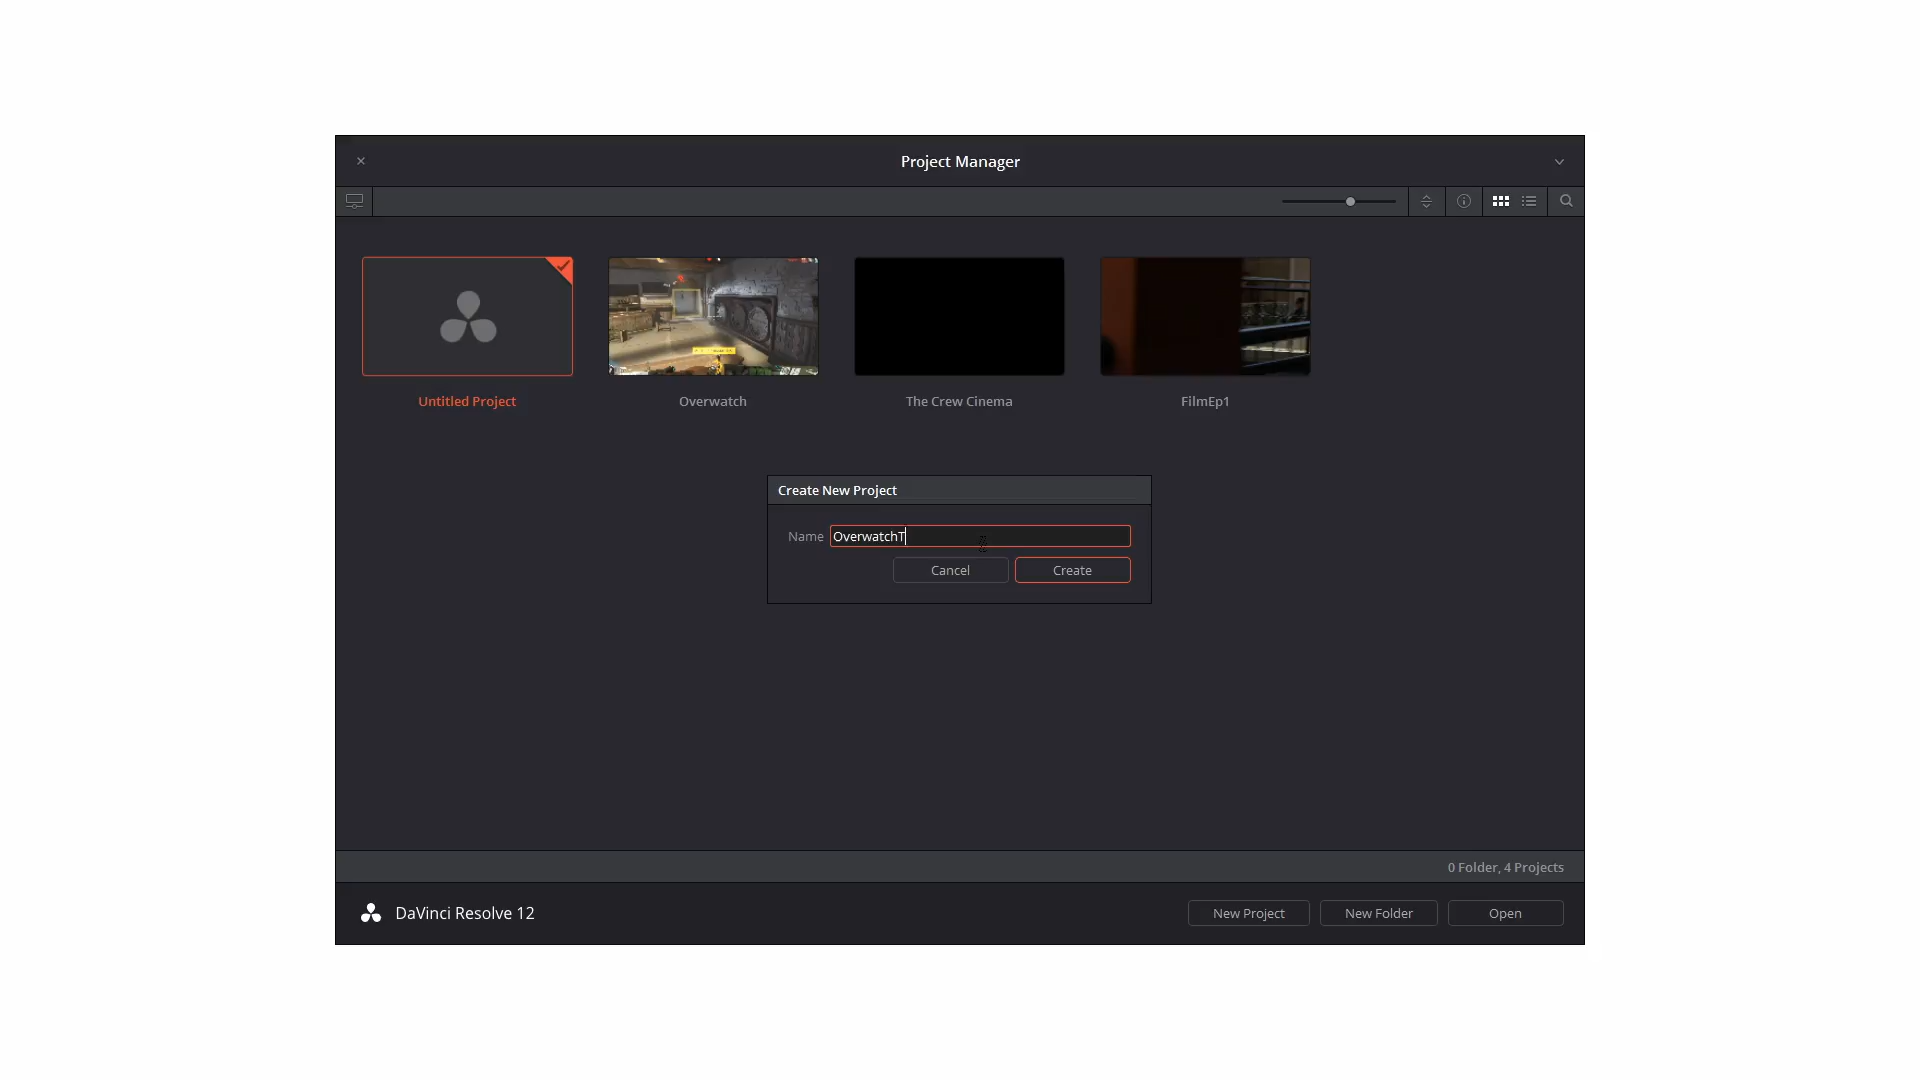 Project Manager
Untitled Project
Overwatch
The Crew Cinema
FilmEp1
Create New Project
Name OverwatchT
Cancel
Create
0 Folder, 4 Projects
DaVinci Resolve 12
New Project
New Folder
Open